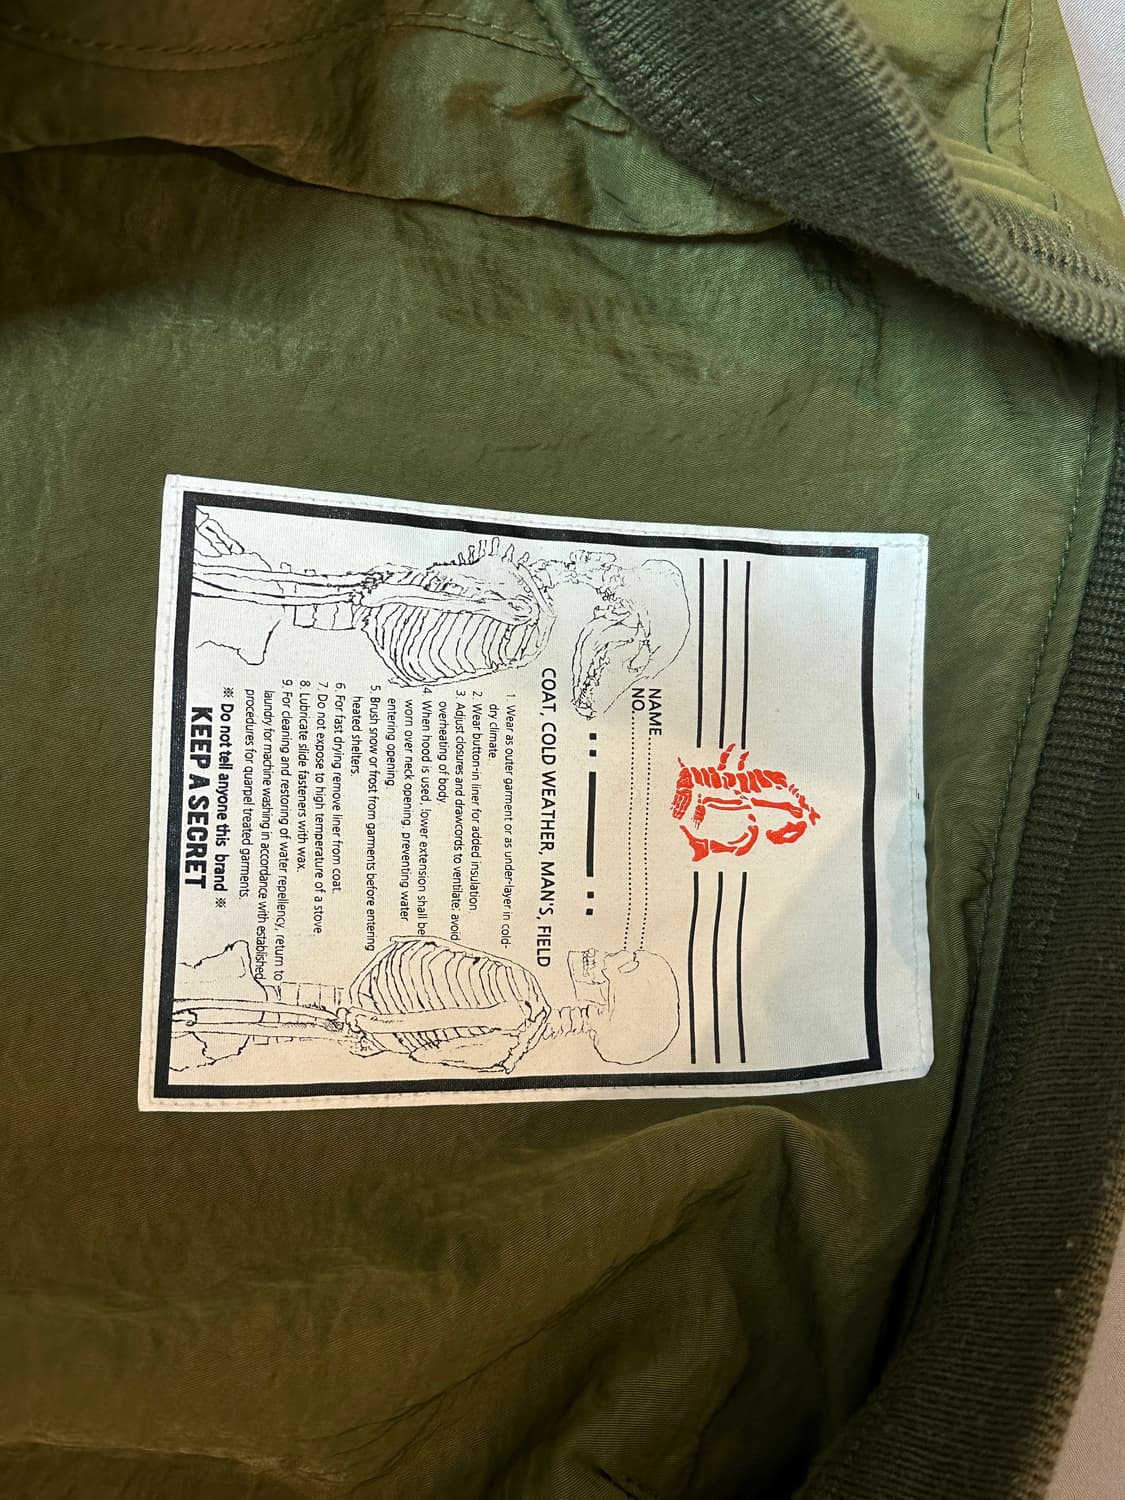 NAME
NO.
COAT, COLD WEATHER, MAN'S, FIELD
1. Wear as outer garment or as under-layer in cold-
dry climate.
2. Wear button-in liner for added insulation.
3. Adjust closures and drawcords to ventilate; avoid
overheating of body.
4. When hood is used, lower extension shall be
worn over neck opening, preventing water
entering opening.
5. Brush snow or frost from garments before entering
heated shelters.
6. For fast drying remove liner from coat.
7. Do not expose to high temperature of a stove.
8. Lubricate slide fasteners with wax.
9. For cleaning and restoring of water repellency, return to
laundry for machine washing in accordance with established
procedures for quarpel treated garments.
※ Do not tell anyone this brand ※
KEEP A SECRET